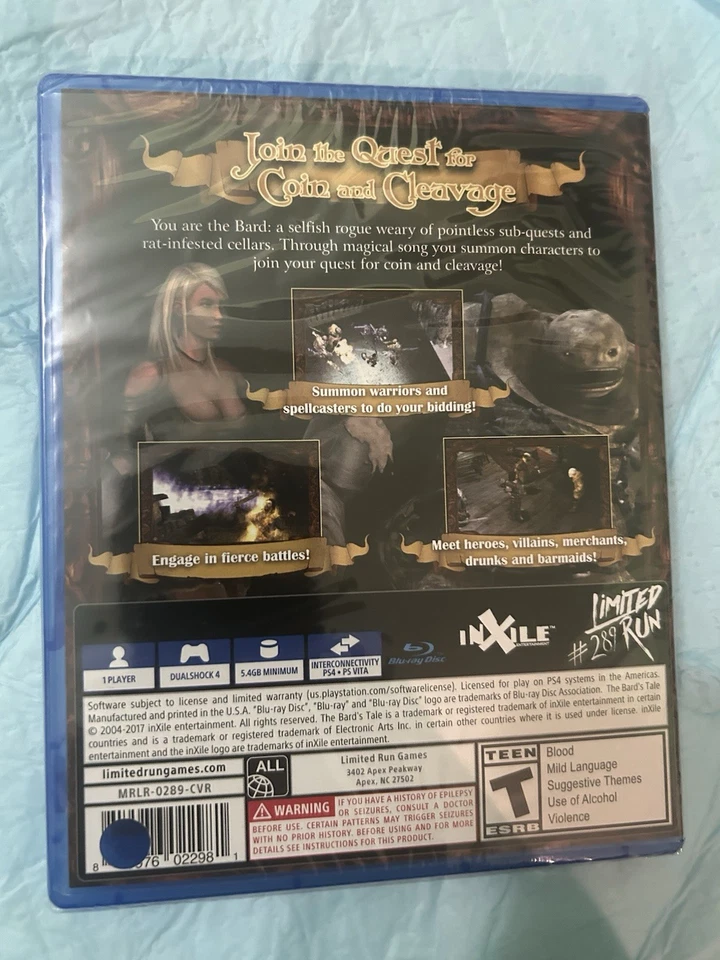 Join the Quest for
Coin and Cleavage
You are the Bard: a selfish rogue weary of pointless sub-quests and
rat-infested cellars. Through magical song you summon characters to
join your quest for coin and cleavage!
Summon warriors and
spellcasters to do your bidding!
Engage in fierce battles!
Meet heroes, villains, merchants,
drunks and barmaids!
1 PLAYER
DUALSHOCK 4
5.4GB MINIMUM
INTERCONNECTIVITY
PS4 • PS VITA
Blu-ray Disc
INXILE™
ENTERTAINMENT
LIMITED
RUN
#289
Software subject to license and limited warranty (us.playstation.com/softwarelicense). Licensed for play on PS4 systems in the Americas.
Manufactured and printed in the U.S.A. "Blu-ray Disc", "Blu-ray" and "Blu-ray Disc" logo are trademarks of Blu-ray Disc Association. The Bard's Tale
© 2004-2017 inXile entertainment. All rights reserved. The Bard's Tale is a trademark or registered trademark of inXile entertainment in certain
countries and is a trademark or registered trademark of Electronic Arts Inc. in certain other countries where it is used under license. inXile
entertainment and the inXile logo are trademarks of inXile entertainment.
limitedrungames.com
MRLR-0289-CVR
ALL
Limited Run Games
3402 Apex Peakway
Apex, NC 27502
WARNING
IF YOU HAVE A HISTORY OF EPILEPSY
OR SEIZURES, CONSULT A DOCTOR
BEFORE USE. CERTAIN PATTERNS MAY TRIGGER SEIZURES
WITH NO PRIOR HISTORY. BEFORE USING AND FOR MORE
DETAILS SEE INSTRUCTIONS FOR THIS PRODUCT.
TEEN
T
ESRB
Blood
Mild Language
Suggestive Themes
Use of Alcohol
Violence
8 76 02298 1